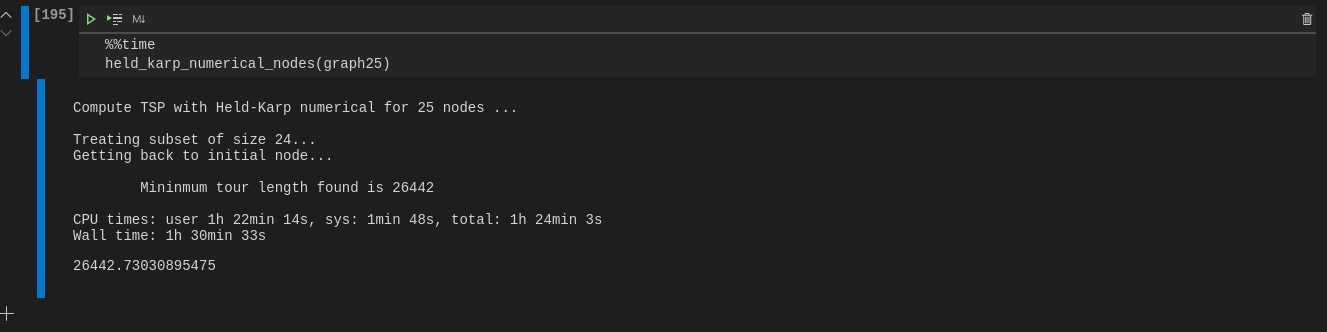 [195]
M↓
%%time
held_karp_numerical_nodes(graph25)
Compute TSP with Held-Karp numerical for 25 nodes ...
Treating subset of size 24...
Getting back to initial node...
Mininmum tour length found is 26442
CPU times: user 1h 22min 14s, sys: 1min 48s, total: 1h 24min 3s
Wall time: 1h 30min 33s
26442.73030895475